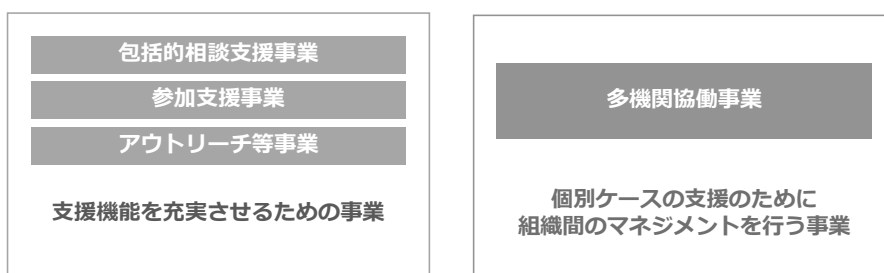 包括的相談支援事業
参加支援事業
アウトリーチ等事業
支援機能を充実させるための事業
多機関協働事業
個別ケースの支援のために
組織間のマネジメントを行う事業